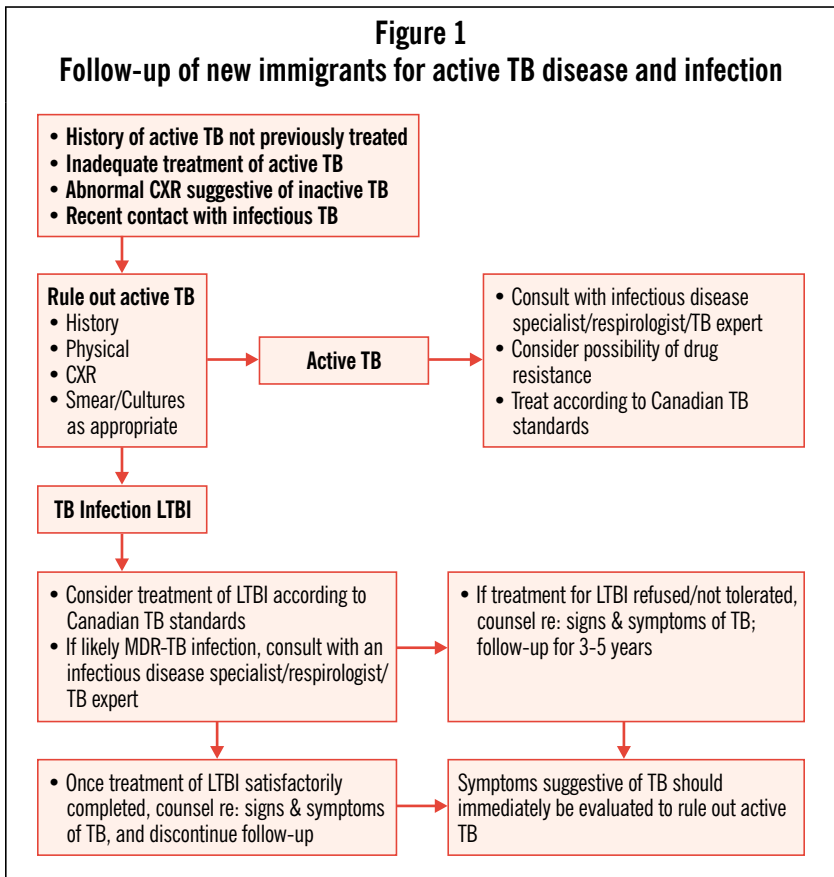 Figure 1
Follow-up of new immigrants for active TB disease and infection
• History of active TB not previously treated
• Inadequate treatment of active TB
• Abnormal CXR suggestive of inactive TB
• Recent contact with infectious TB
Rule out active TB
• History
• Physical
• CXR
• Smear/Cultures
as appropriate
Active TB
• Consult with infectious disease
specialist/respirologist/TB expert
• Consider possibility of drug
resistance
• Treat according to Canadian TB
standards
TB Infection LTBI
• Consider treatment of LTBI according to
Canadian TB standards
• If likely MDR-TB infection, consult with an
infectious disease specialist/respirologist/
TB expert
• If treatment for LTBI refused/not tolerated,
counsel re: signs & symptoms of TB;
follow-up for 3-5 years
• Once treatment of LTBI satisfactorily
completed, counsel re: signs & symptoms
of TB, and discontinue follow-up
Symptoms suggestive of TB should
immediately be evaluated to rule out active
TB